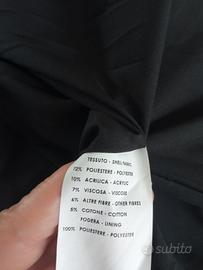 TESSUTO - SHELL FABRIC
72% POLIESTERE - POLYESTER
10% ACRILICA - ACRYLIC
7% VISCOSA - VISCOSE
6% ALTRE FIBRE - OTHER FIBRES
5% COTONE - COTTON
FODERA - LINING
100% POLIESTERE - POLYESTER
subito